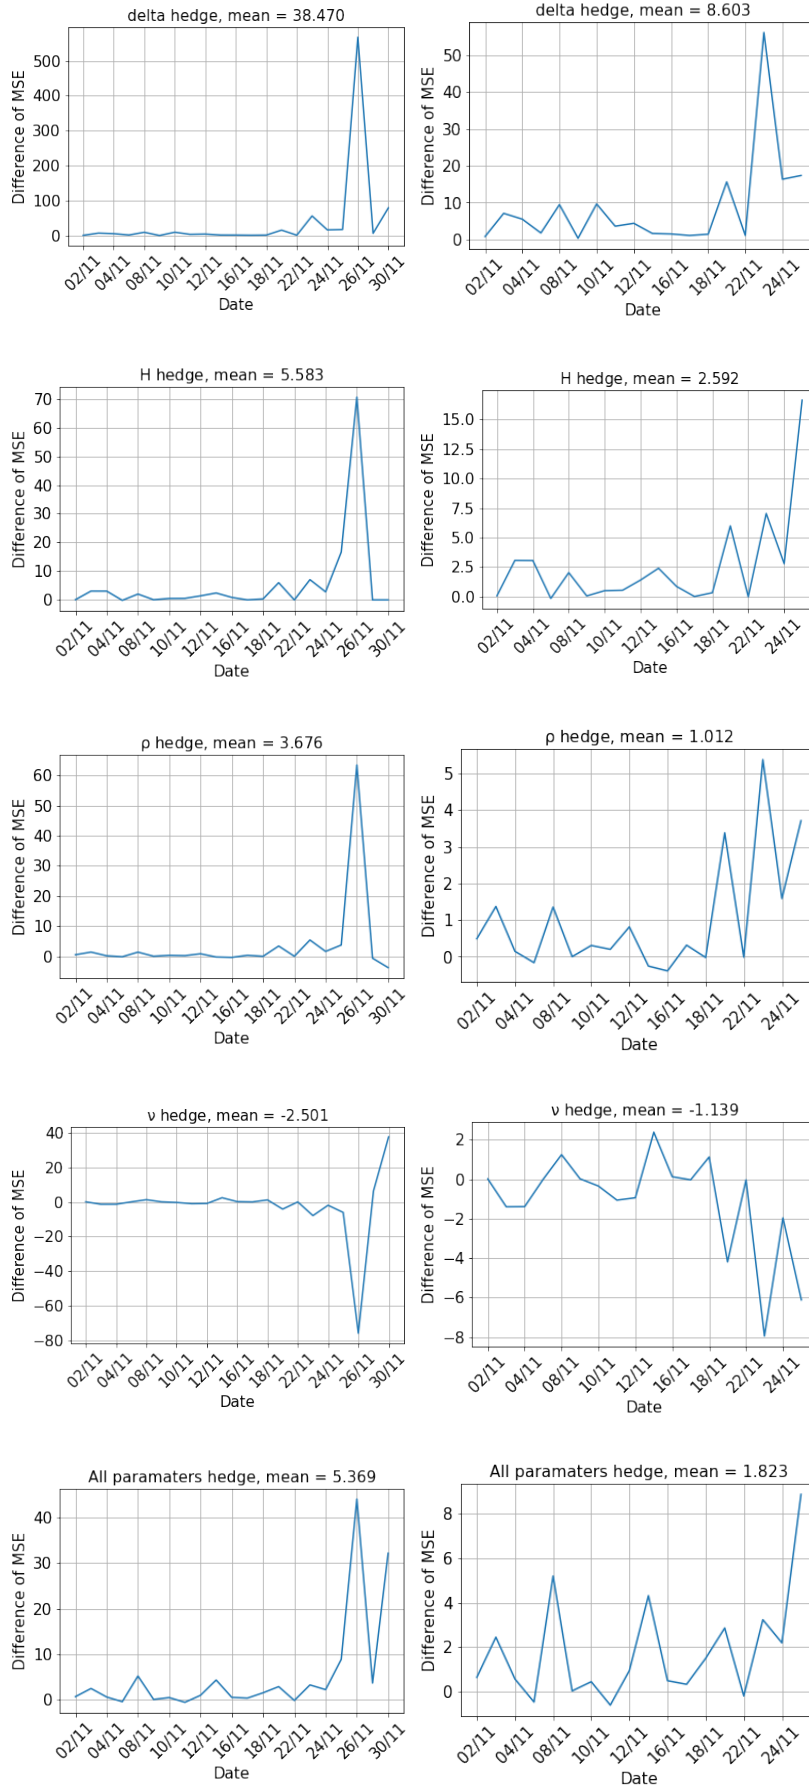 delta hedge, mean = 38.470
Difference of MSE
500
400
300
200
100
0
02/11 04/11 08/11 10/11 12/11 16/11 18/11 22/11 24/11 26/11 30/11
Date
delta hedge, mean = 8.603
Difference of MSE
50
40
30
20
10
0
02/11 04/11 08/11 10/11 12/11 16/11 18/11 22/11 24/11
Date
H hedge, mean = 5.583
Difference of MSE
70
60
50
40
30
20
10
0
02/11 04/11 08/11 10/11 12/11 16/11 18/11 22/11 24/11 26/11 30/11
Date
H hedge, mean = 2.592
Difference of MSE
15.0
12.5
10.0
7.5
5.0
2.5
0.0
02/11 04/11 08/11 10/11 12/11 16/11 18/11 22/11 24/11
Date
ρ hedge, mean = 3.676
Difference of MSE
60
50
40
30
20
10
0
02/11 04/11 08/11 10/11 12/11 16/11 18/11 22/11 24/11 26/11 30/11
Date
ρ hedge, mean = 1.012
Difference of MSE
5
4
3
2
1
0
02/11 04/11 08/11 10/11 12/11 16/11 18/11 22/11 24/11
Date
ν hedge, mean = -2.501
Difference of MSE
40
20
0
−20
−40
−60
−80
02/11 04/11 08/11 10/11 12/11 16/11 18/11 22/11 24/11 26/11 30/11
Date
ν hedge, mean = -1.139
Difference of MSE
2
0
−2
−4
−6
−8
02/11 04/11 08/11 10/11 12/11 16/11 18/11 22/11 24/11
Date
All paramaters hedge, mean = 5.369
Difference of MSE
40
30
20
10
0
02/11 04/11 08/11 10/11 12/11 16/11 18/11 22/11 24/11 26/11 30/11
Date
All paramaters hedge, mean = 1.823
Difference of MSE
8
6
4
2
0
02/11 04/11 08/11 10/11 12/11 16/11 18/11 22/11 24/11
Date